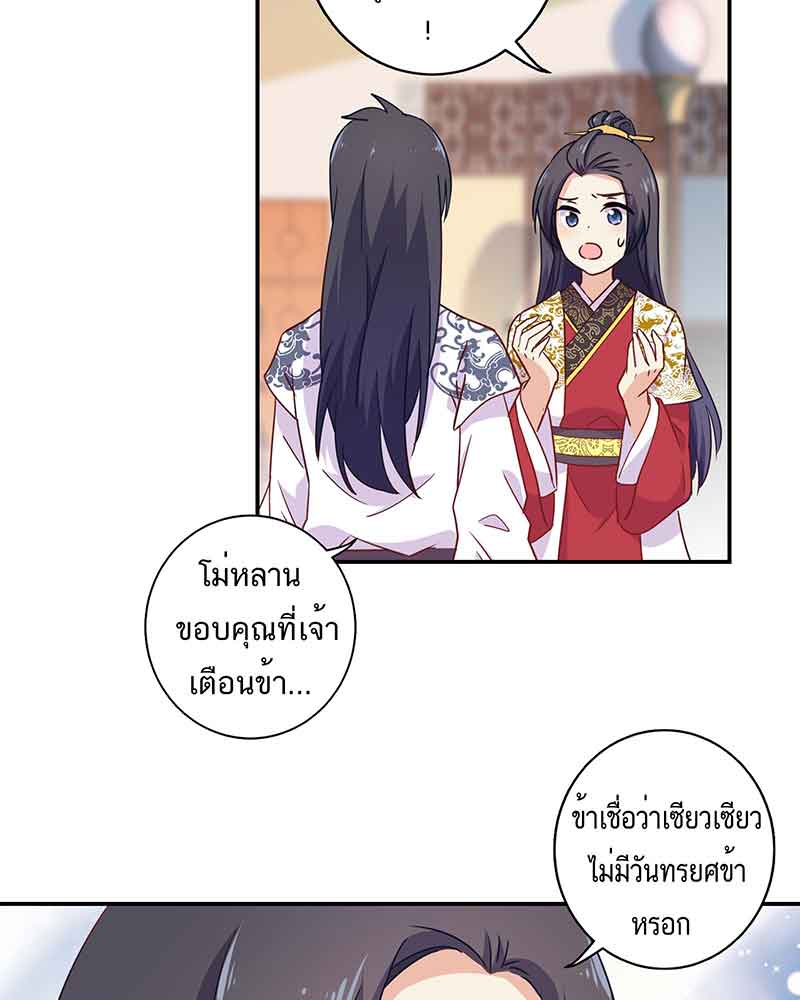 !
โม่หลาน
ขอบคุณที่เจ้า
เตือนข้า...
ข้าเชื่อว่าเซียวเซียว
ไม่มีวันทรยศข้า
หรอก